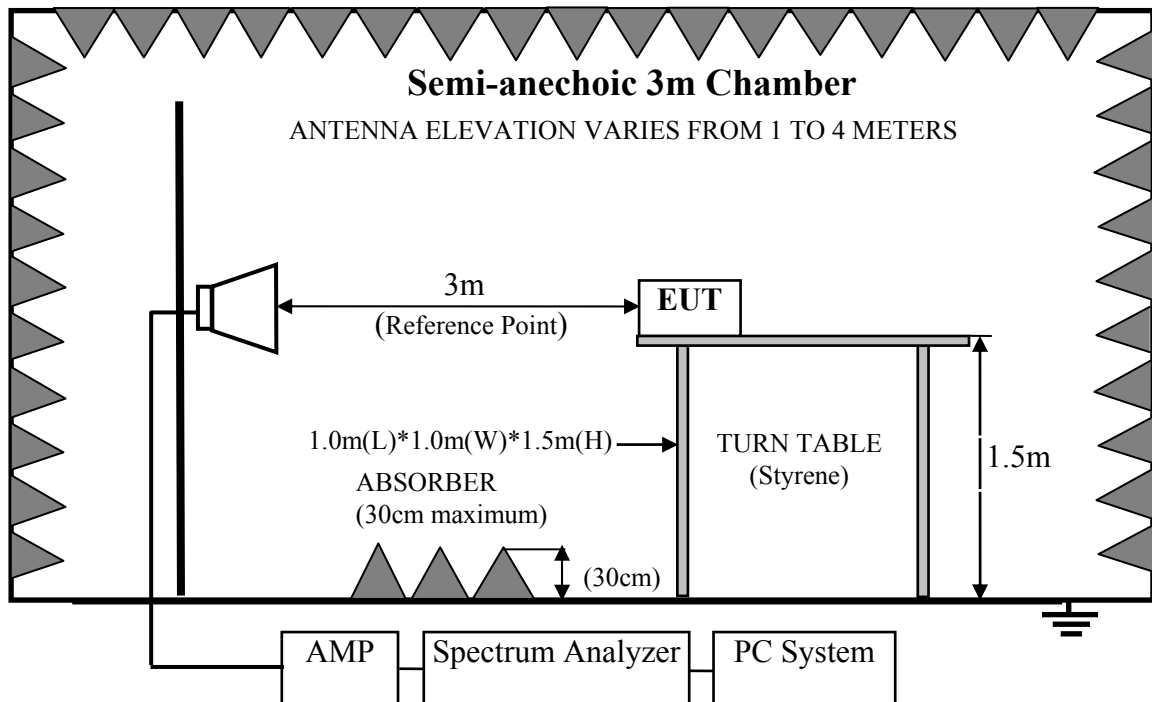 Semi-anechoic 3m Chamber
ANTENNA ELEVATION VARIES FROM 1 TO 4 METERS
3m
(Reference Point)
EUT
1.0m(L)*1.0m(W)*1.5m(H)
TURN TABLE
(Styrene)
1.5m
ABSORBER
(30cm maximum)
(30cm)
AMP
Spectrum Analyzer
PC System